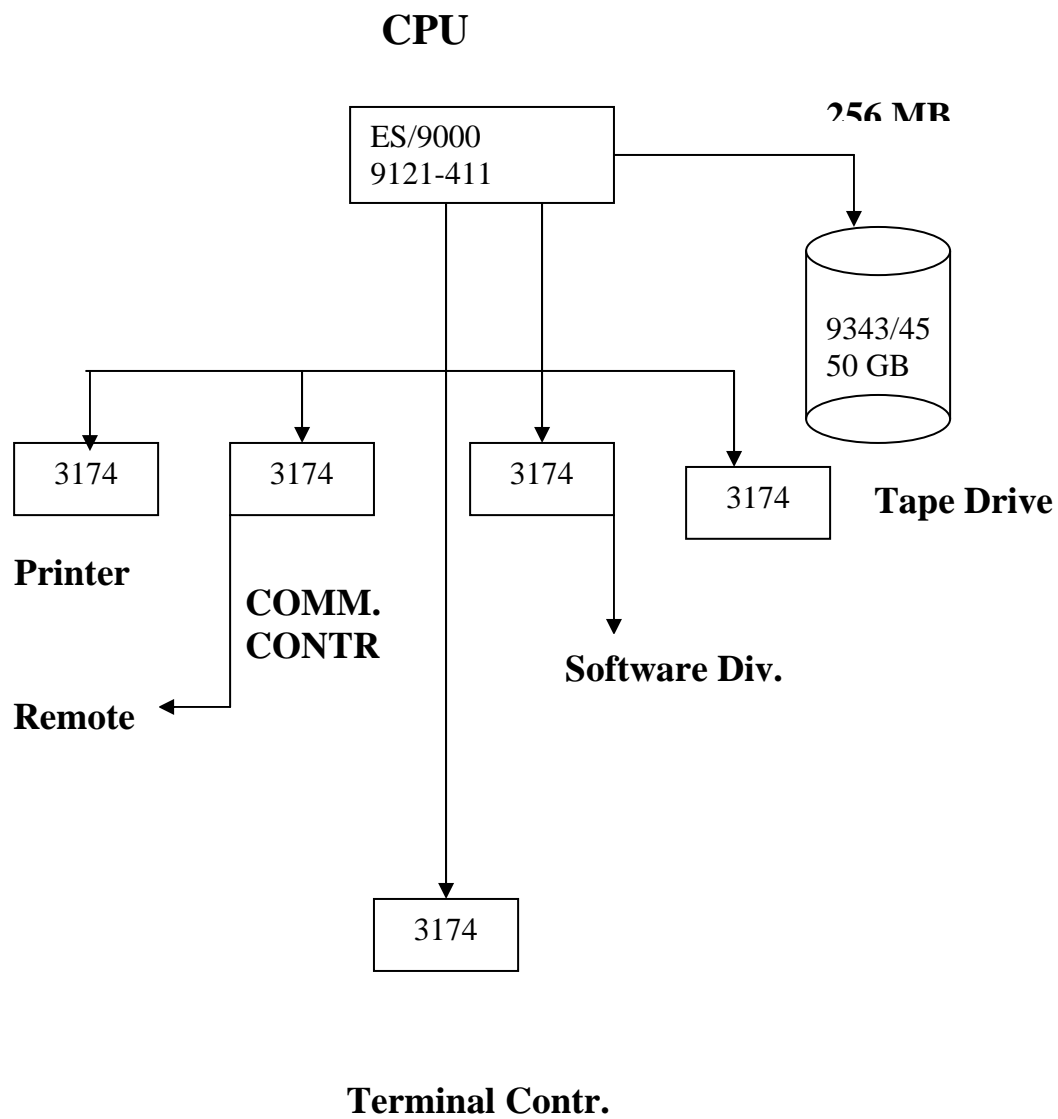 CPU
256 MB
ES/9000
9121-411
9343/45
50 GB
3174
3174
3174
3174
Tape Drive
Printer
COMM.
CONTR
Software Div.
Remote
3174
Terminal Contr.